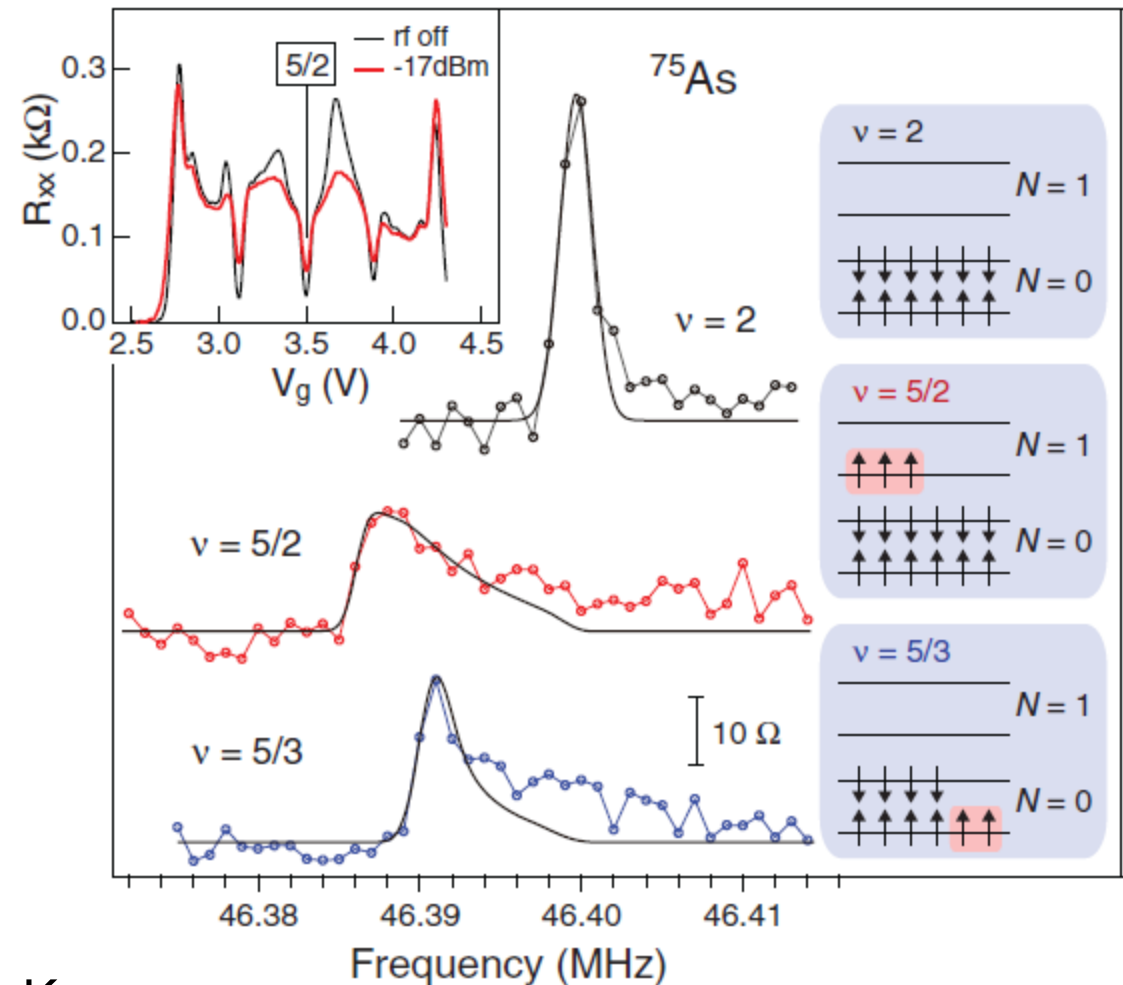 rf off
-17dBm
5/2
0.3
0.2
0.1
0.0
Rxx (kΩ)
2.5 3.0 3.5 4.0 4.5
Vg (V)
⁷⁵As
ν = 2
ν = 5/2
ν = 5/3
10 Ω
46.38 46.39 46.40 46.41
Frequency (MHz)
ν = 2
N = 1
N = 0
ν = 5/2
N = 1
N = 0
ν = 5/3
N = 1
N = 0